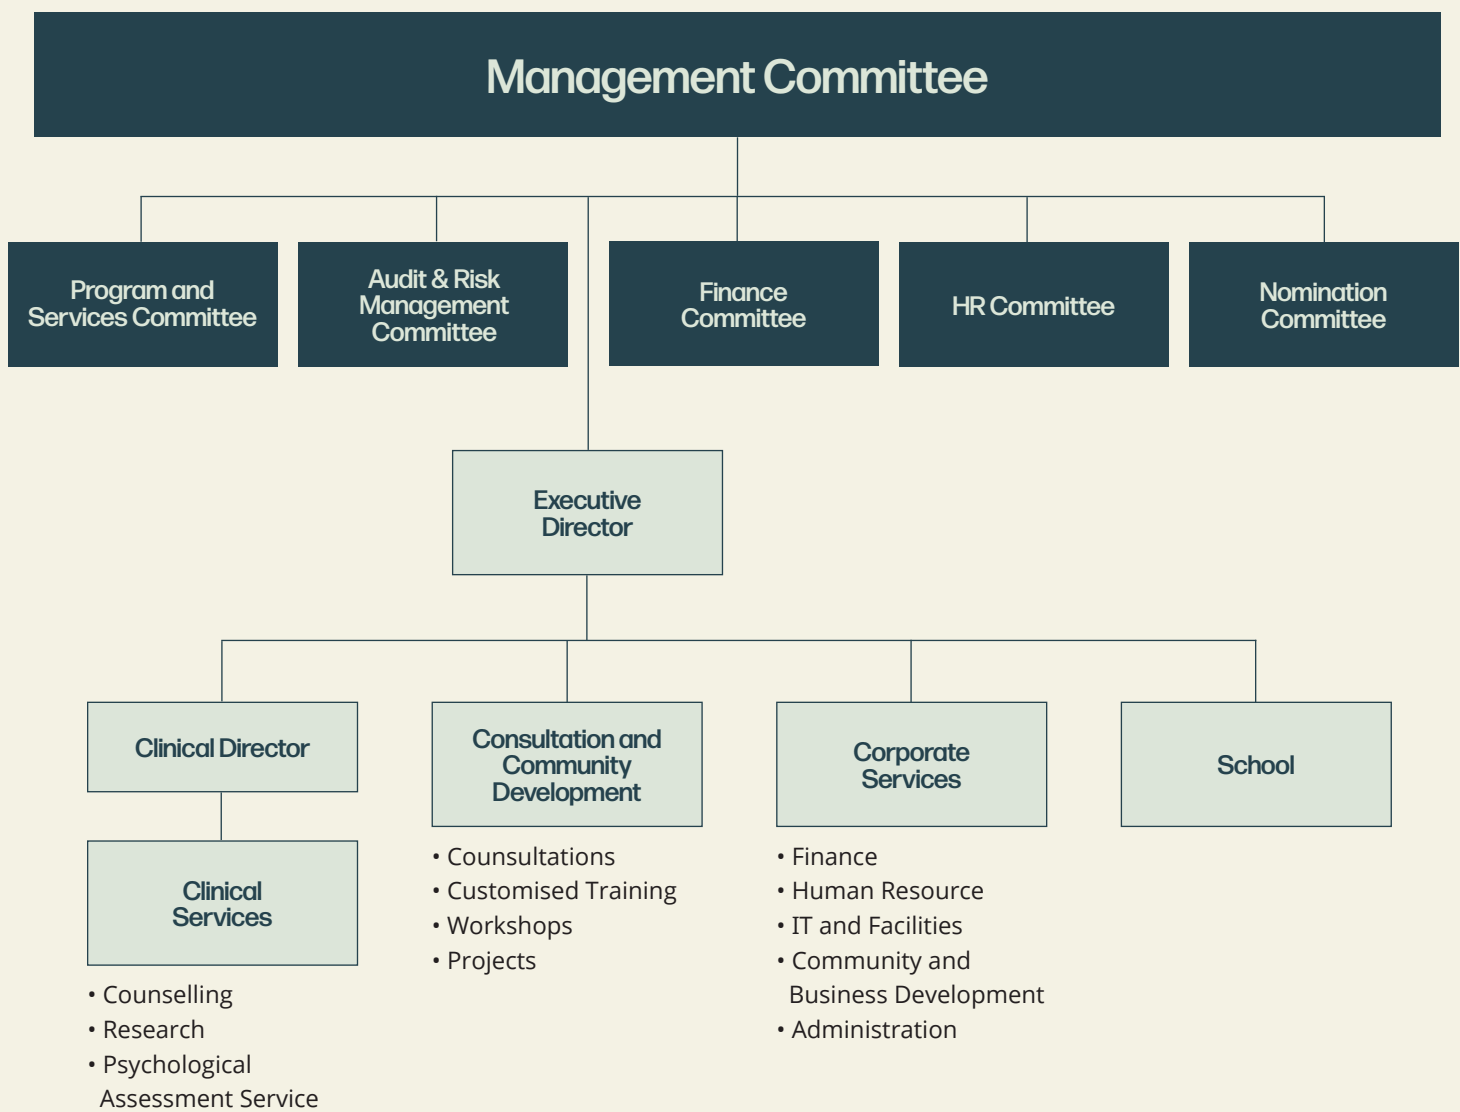 Management Committee
Program and
Services Committee
Audit & Risk
Management
Committee
Finance
Committee
HR Committee
Nomination
Committee
Executive
Director
Clinical Director
Clinical
Services
• Counselling
• Research
• Psychological
Assessment Service
Consultation and
Community
Development
• Counsultations
• Customised Training
• Workshops
• Projects
Corporate
Services
• Finance
• Human Resource
• IT and Facilities
• Community and
Business Development
• Administration
School